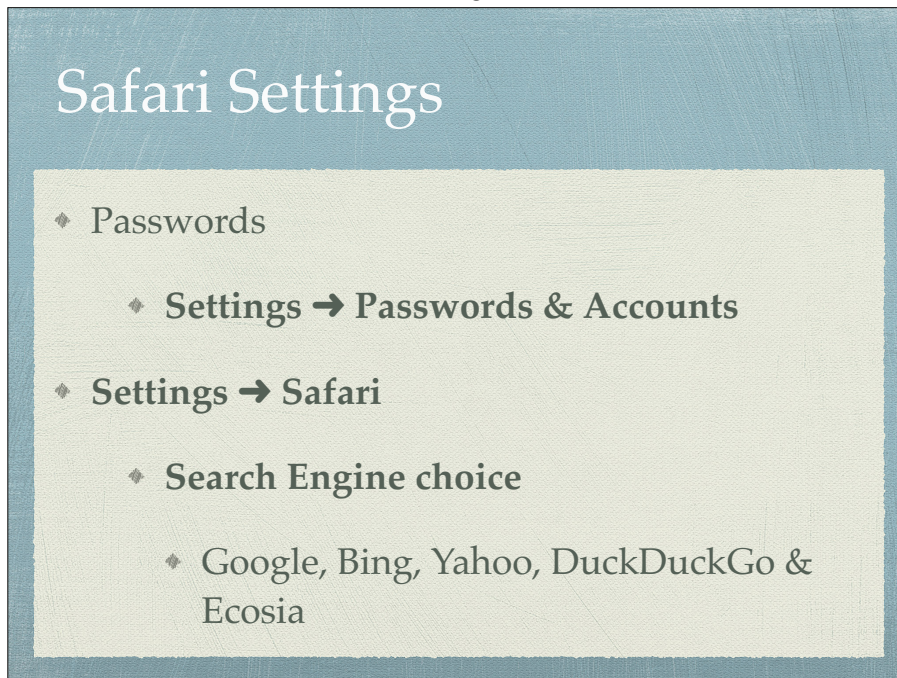 Safari Settings
Passwords
Settings ➜ Passwords & Accounts
Settings ➜ Safari
Search Engine choice
Google, Bing, Yahoo, DuckDuckGo &
Ecosia